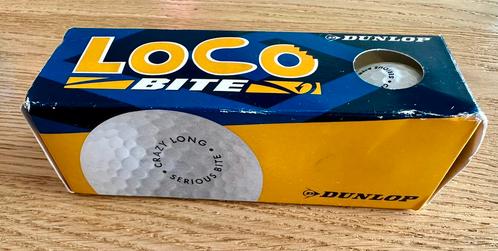 DUNLOP
LOCO
BITE
CRAZY LONG
SERIOUS BITE
DUNLOP